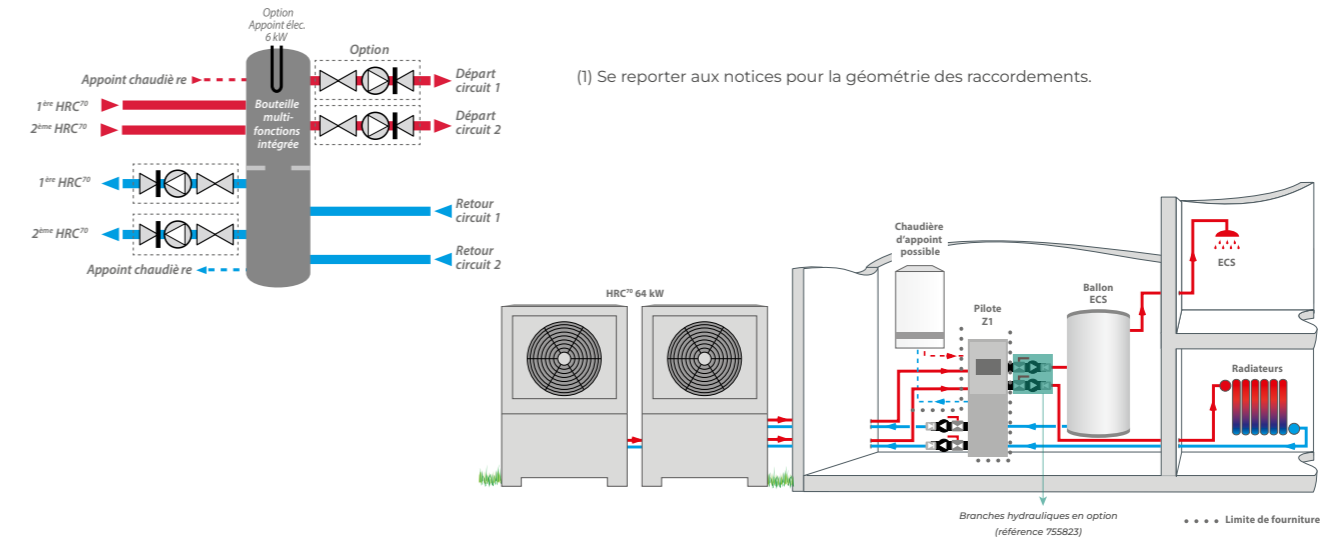 Option
Appoint élec.
6 kW
Option
Appoint chaudiè re
1ère HRC70
2ème HRC70
Bouteille
multi-
fonctions
intégrée
Départ
circuit 1
Départ
circuit 2
1ère HRC70
2ème HRC70
Appoint chaudiè re
Retour
circuit 1
Retour
circuit 2
(1) Se reporter aux notices pour la géométrie des raccordements.
HRC70 64 kW
Chaudière
d'appoint
possible
Pilote
Z1
Ballon
ECS
ECS
Radiateurs
Branches hydrauliques en option
(référence 755823)
Limite de fourniture